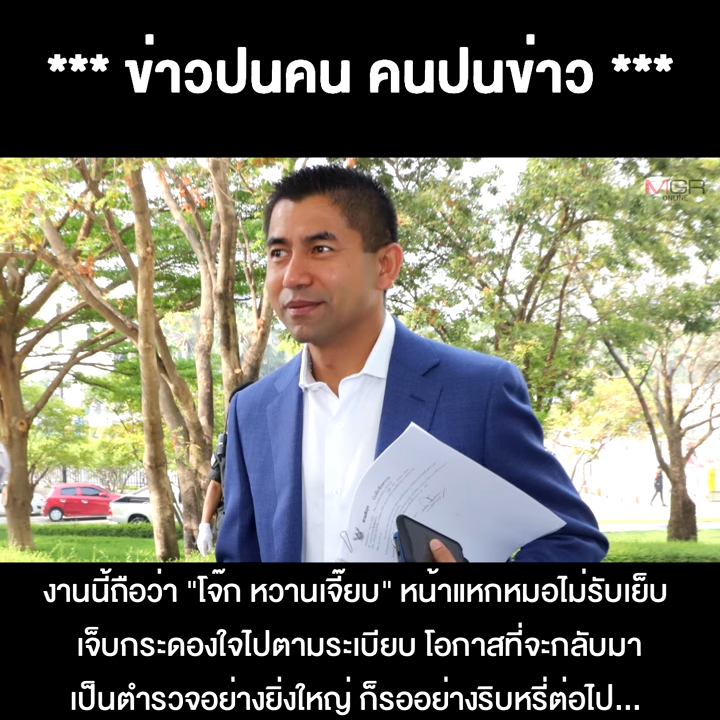 *** ข่าวปนคน คนปนข่าว ***
MGR
ONLINE
งานนี้ถือว่า "โจ๊ก หวานเจี๊ยบ" หน้าแหกหมอไม่รับเย็บ
เจ็บกระดองใจไปตามระเบียบ โอกาสที่จะกลับมา
เป็นตำรวจอย่างยิ่งใหญ่ ก็รออย่างริบหรี่ต่อไป...